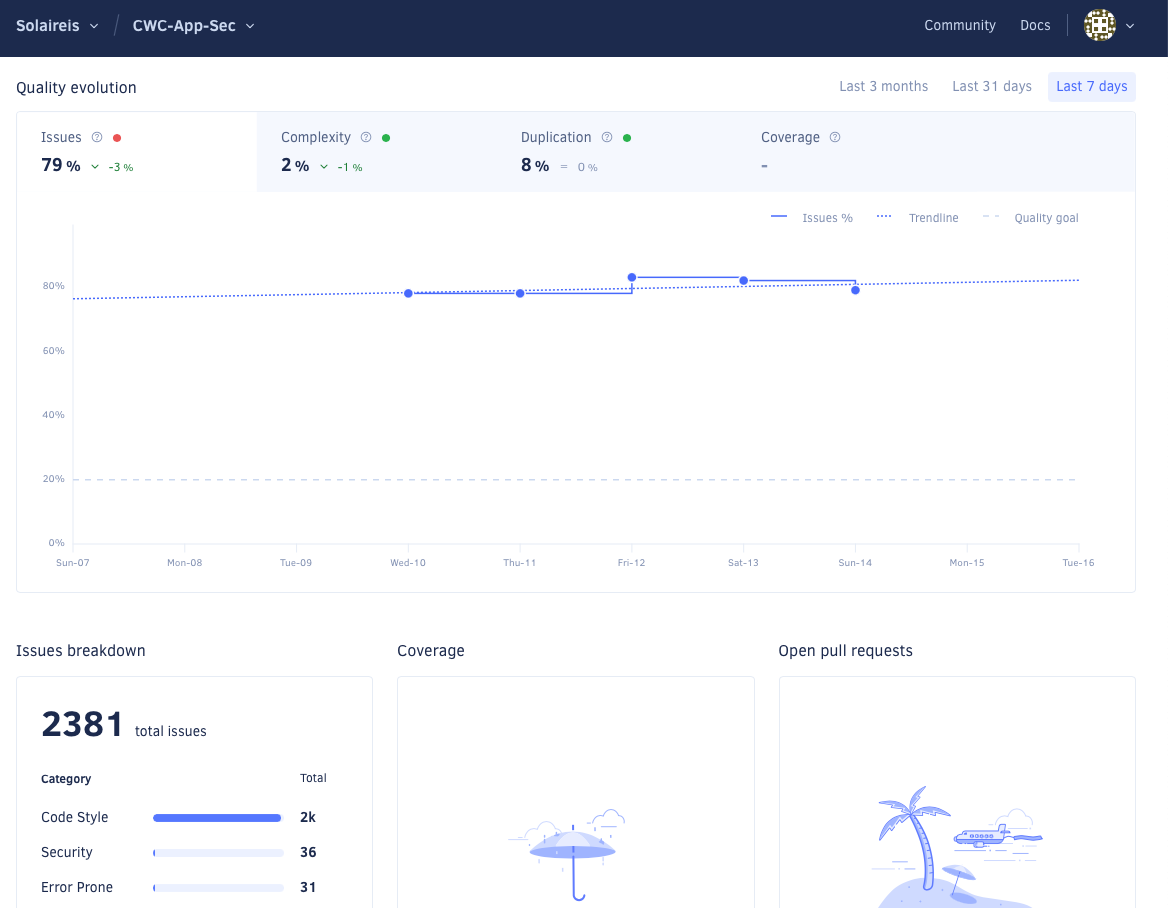 Solaireis / CWC-App-Sec Community Docs
Quality evolution Last 3 months Last 31 days Last 7 days
Issues Complexity Duplication Coverage
79 % -3 % 2 % -1 % 8 % = 0 % -
Issues % Trendline Quality goal
80%
60%
40%
20%
0%
Sun-07 Mon-08 Tue-09 Wed-10 Thu-11 Fri-12 Sat-13 Sun-14 Mon-15 Tue-16
Issues breakdown Coverage Open pull requests
2381 total issues
Category Total
Code Style 2k
Security 36
Error Prone 31